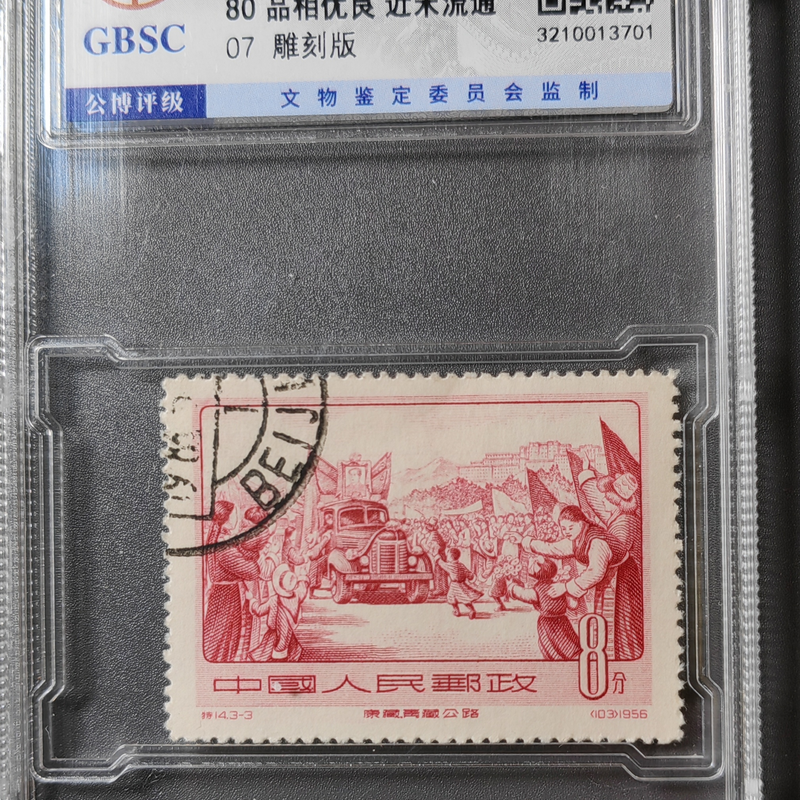 80 品相优良 近未流通
GBSC
07 雕刻版
3210013701
公博评级
文物鉴定委员会监制
BEIJ
中國人民郵政
8分
特14.3-3
康藏青藏公路
(103)1956